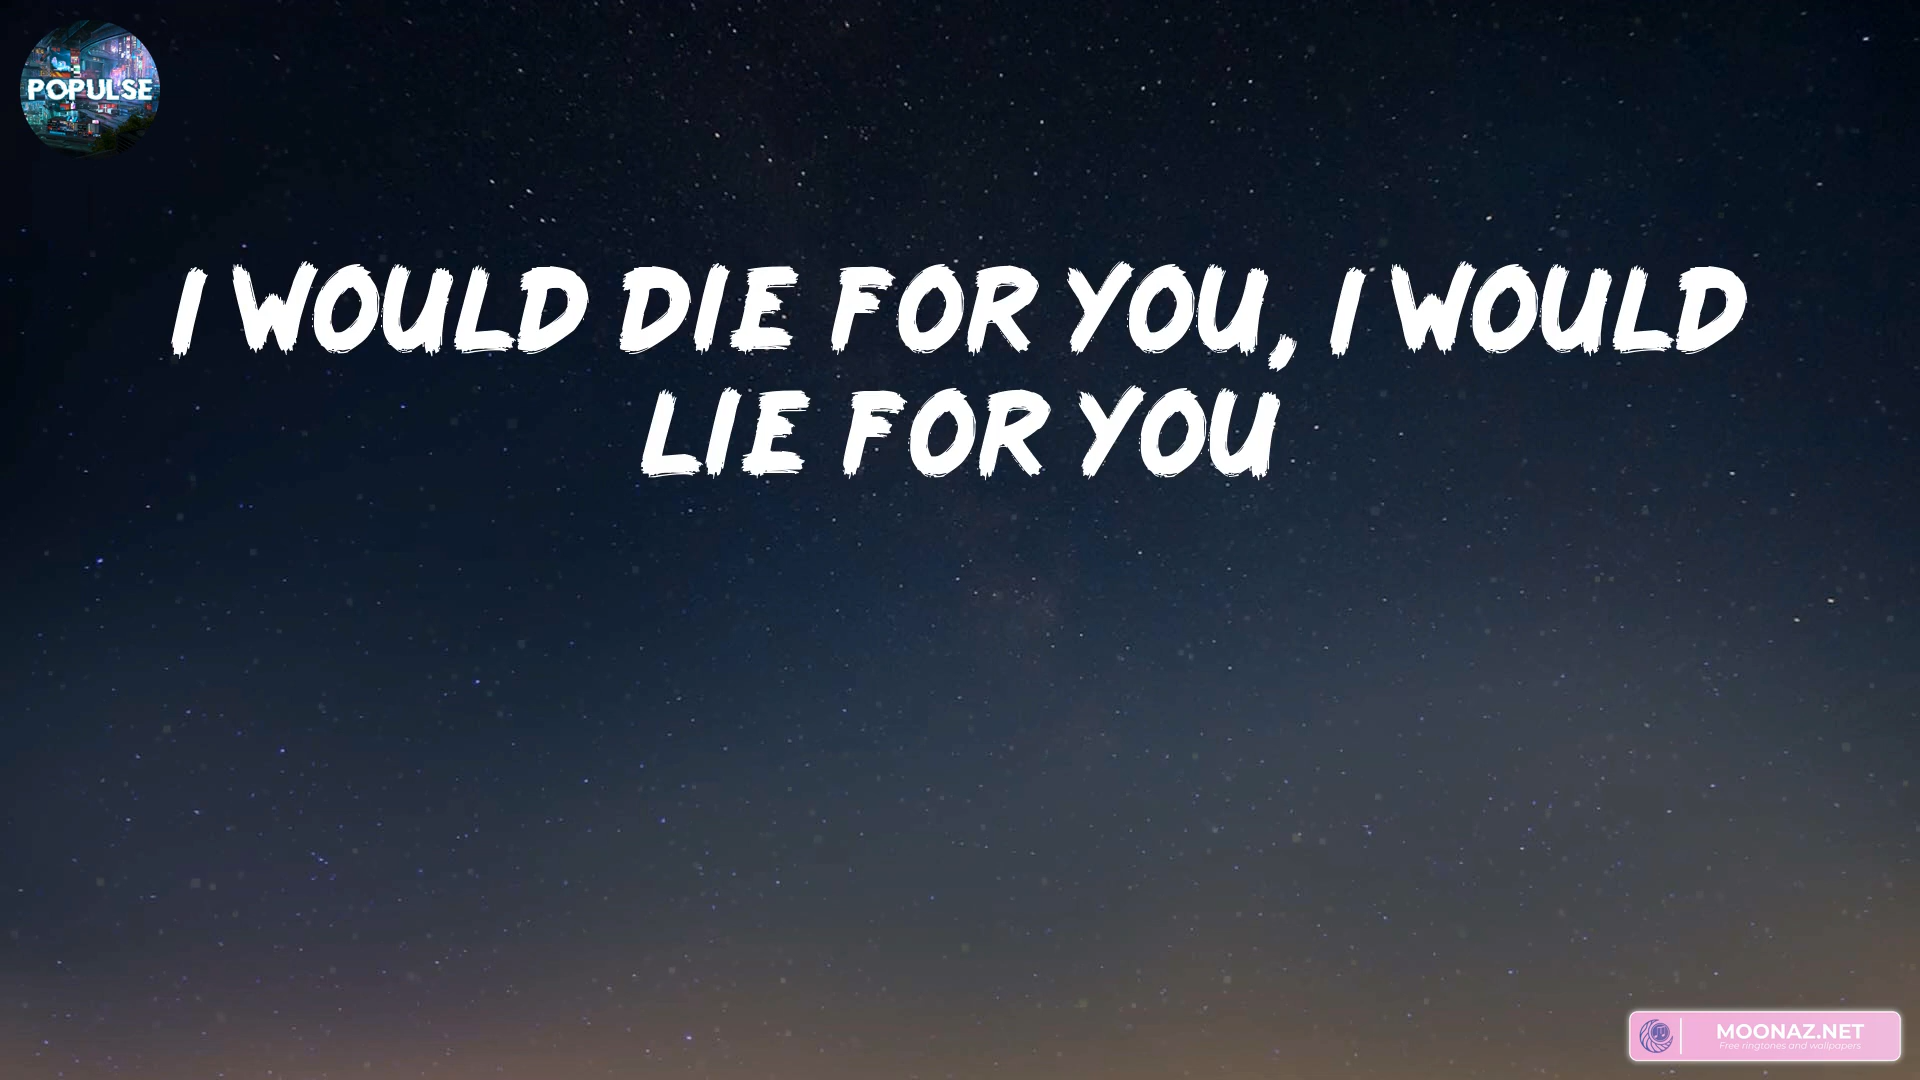 POPULSE
I WOULD DIE FOR YOU, I WOULD
LIE FOR YOU
MOONAZ.NET
Free ringtones and wallpapers